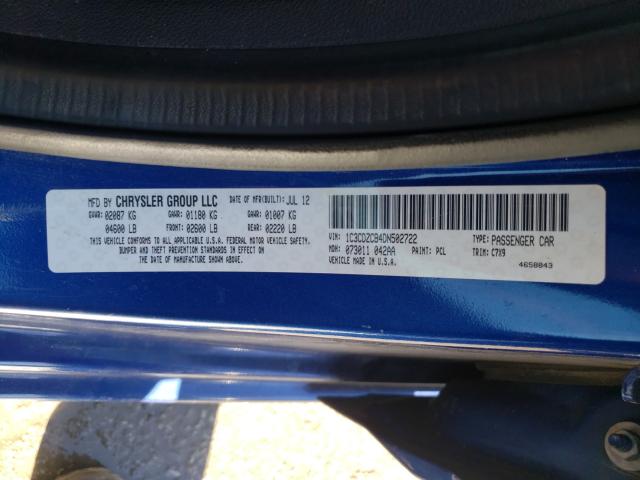 MFD BY CHRYSLER GROUP LLC DATE OF MFR(BUILT): JUL 12
GVWR: 02087 KG GAWR: 01180 KG GAWR: 01007 KG
04600 LB FRONT: 02600 LB REAR: 02220 LB
THIS VEHICLE CONFORMS TO ALL APPLICABLE U.S.A. FEDERAL MOTOR VEHICLE SAFETY,
BUMPER AND THEFT PREVENTION STANDARDS IN EFFECT ON
THE DATE OF MANUFACTURE SHOWN ABOVE.
VIN: 1C3CDZCB4DN502722 TYPE: PASSENGER CAR
MDH: 073011 042AA PAINT: PCL TRIM: C7X9
VEHICLE MADE IN U.S.A. 4658843